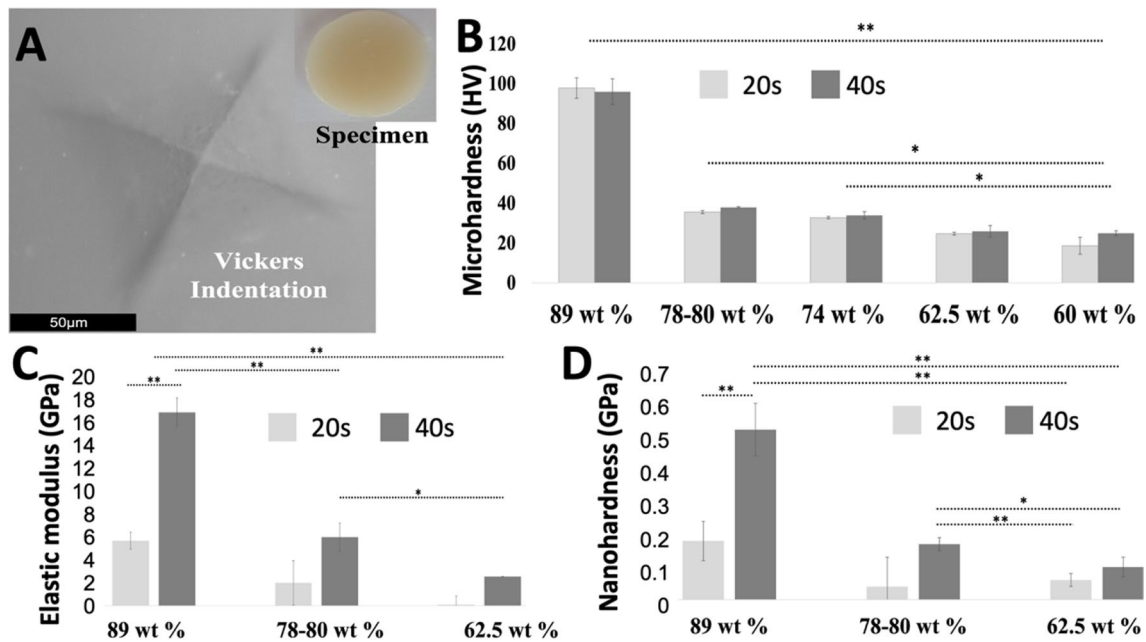 A
Specimen
Vickers
Indentation
50µm
B
Microhardness (HV)
120
100
80
60
40
20
0
20s
40s
**
*
*
89 wt %
78-80 wt %
74 wt %
62.5 wt %
60 wt %
C
Elastic modulus (GPa)
20
18
16
14
12
10
8
6
4
2
0
**
**
**
*
20s
40s
89 wt %
78-80 wt %
62.5 wt %
D
Nanohardness (GPa)
0.7
0.6
0.5
0.4
0.3
0.2
0.1
0
**
**
**
*
**
20s
40s
89 wt %
78-80 wt %
62.5 wt %